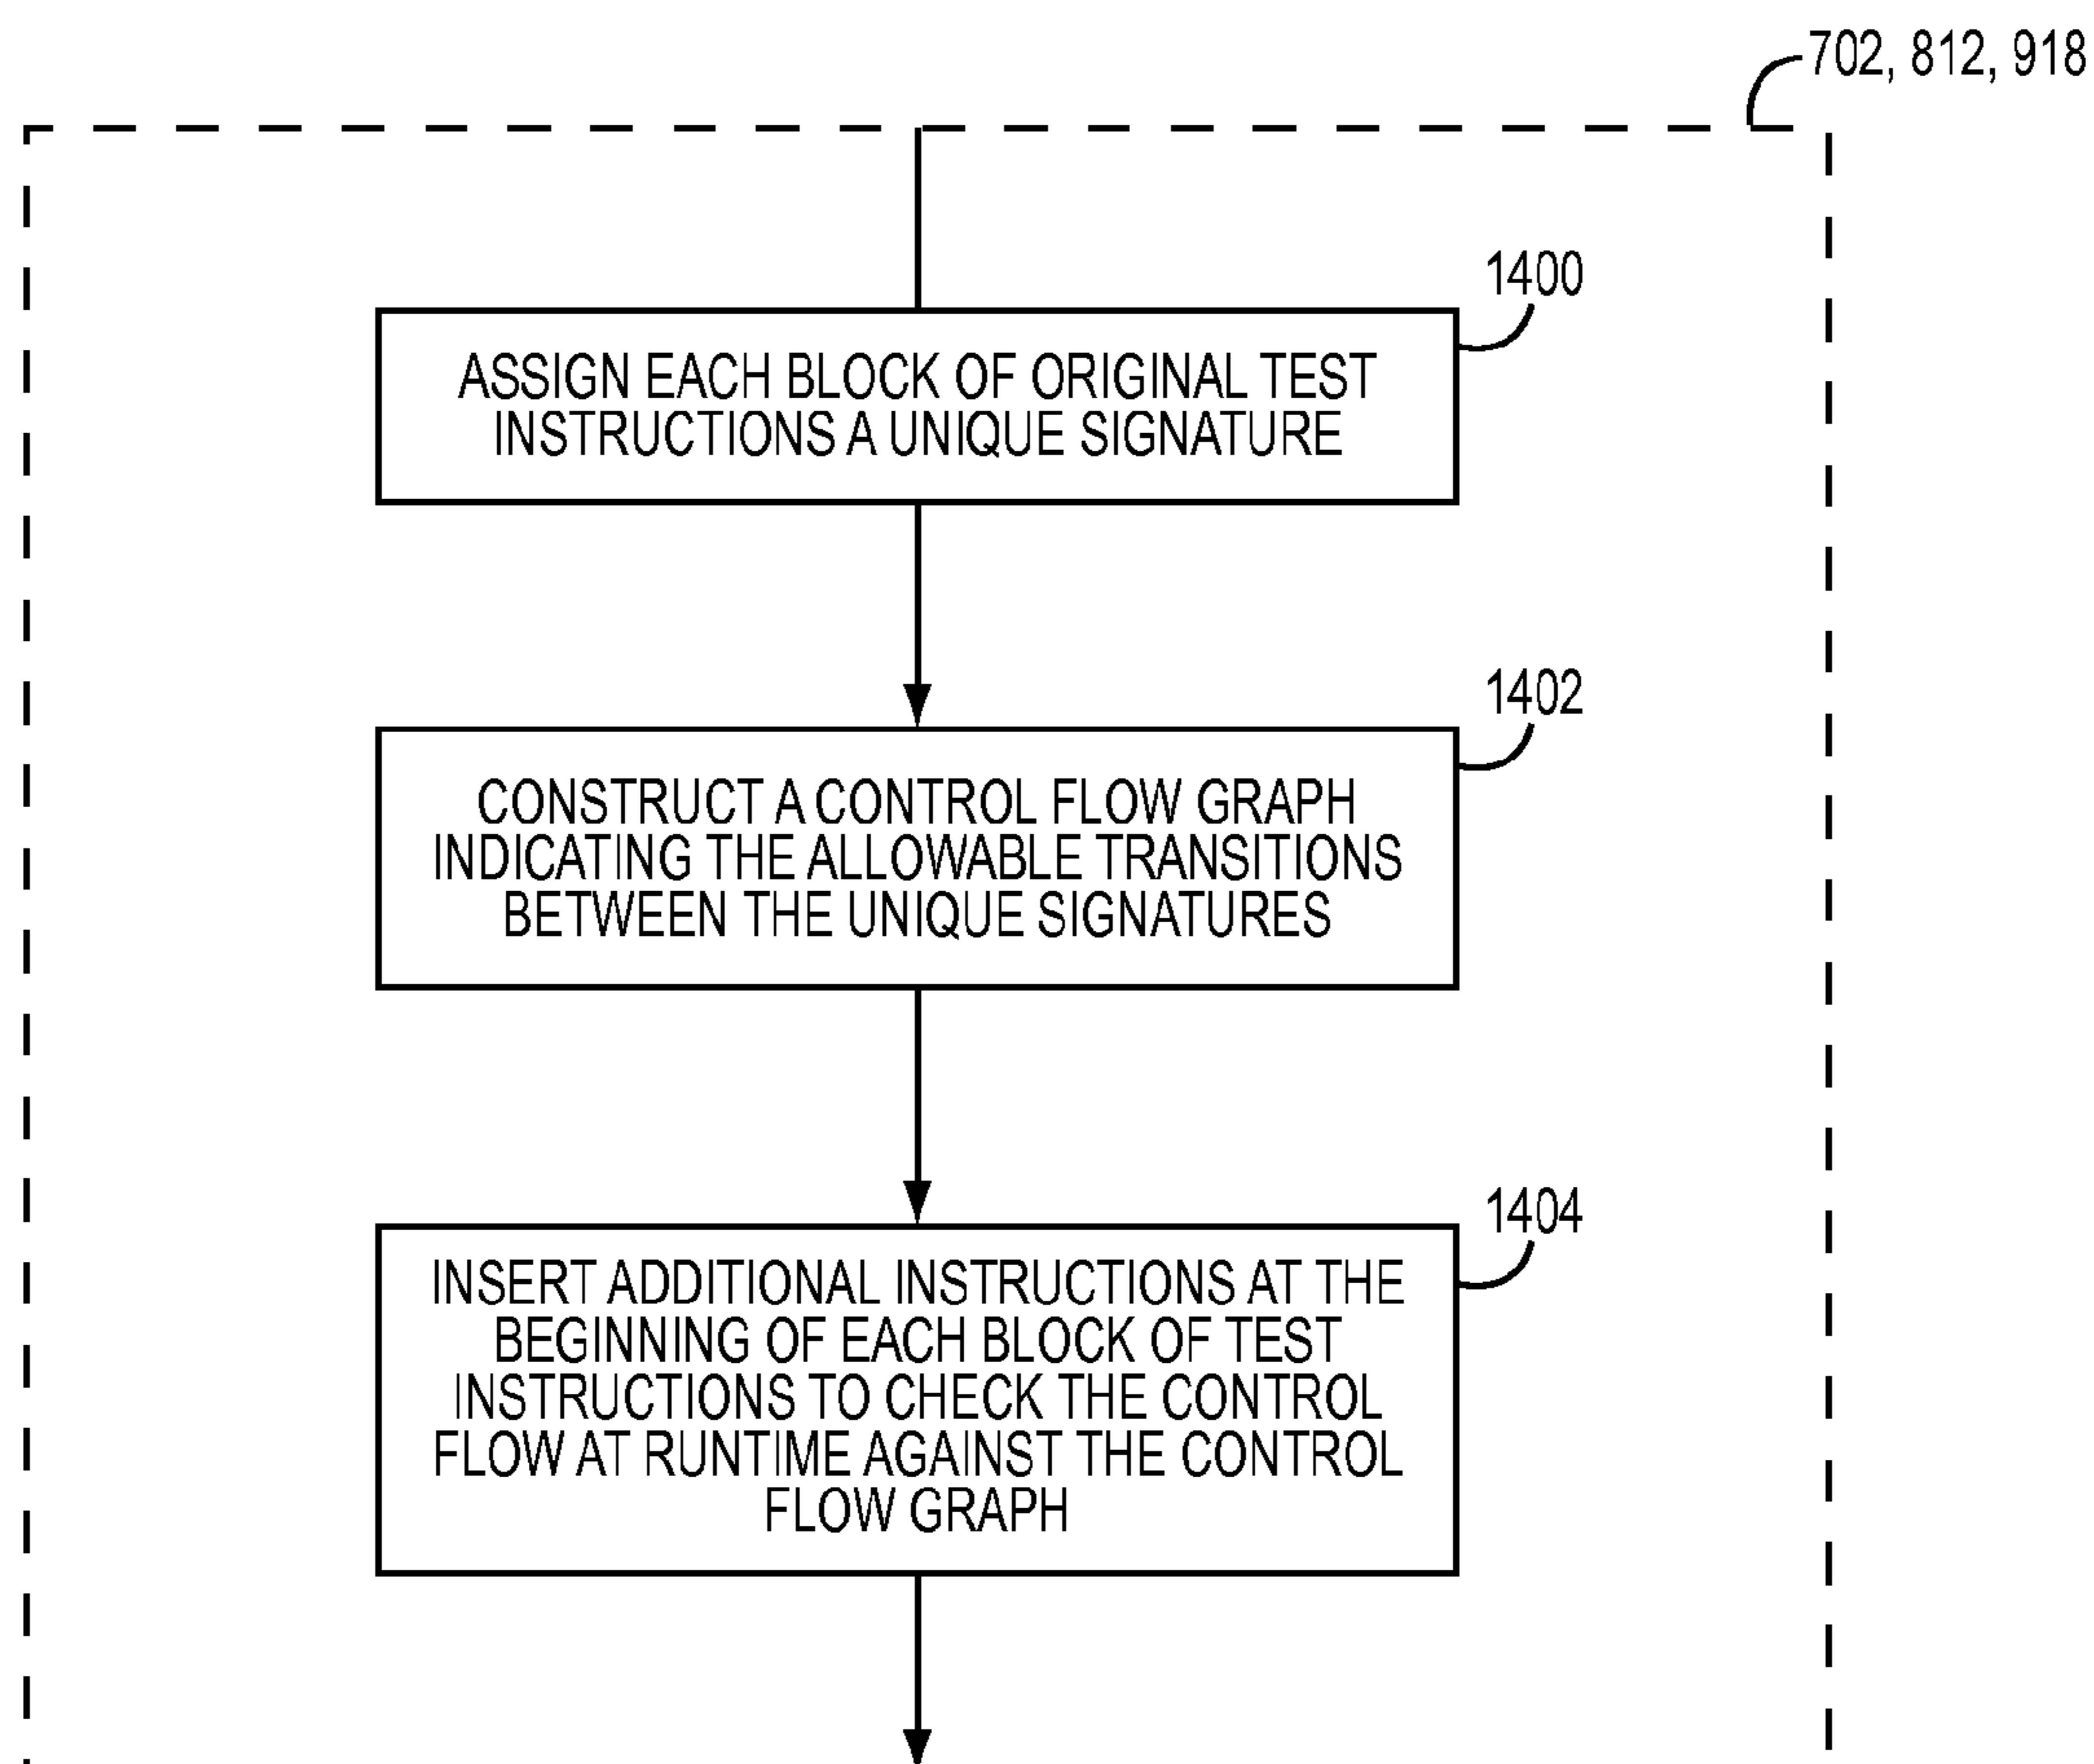 702, 812, 918
1400
ASSIGN EACH BLOCK OF ORIGINAL TEST
INSTRUCTIONS A UNIQUE SIGNATURE
1402
CONSTRUCT A CONTROL FLOW GRAPH
INDICATING THE ALLOWABLE TRANSITIONS
BETWEEN THE UNIQUE SIGNATURES
1404
INSERT ADDITIONAL INSTRUCTIONS AT THE
BEGINNING OF EACH BLOCK OF TEST
INSTRUCTIONS TO CHECK THE CONTROL
FLOW AT RUNTIME AGAINST THE CONTROL
FLOW GRAPH